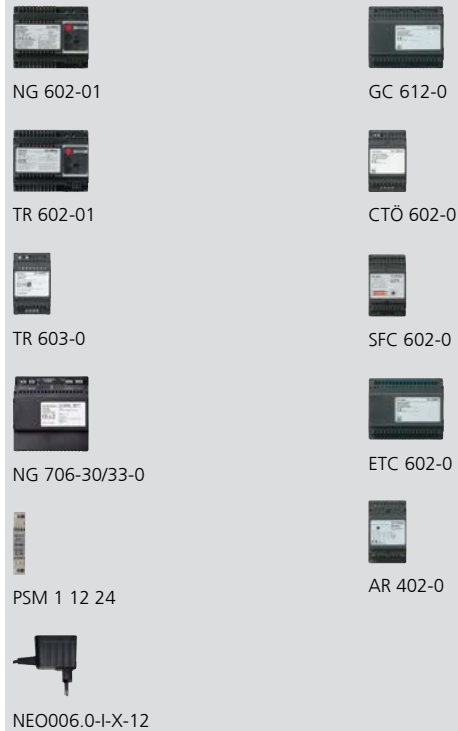 NG 602-01
TR 602-01
TR 603-0
NG 706-30/33-0
PSM 1 12 24
NEO006.0-I-X-12
GC 612-0
CTÖ 602-0
SFC 602-0
ETC 602-0
AR 402-0